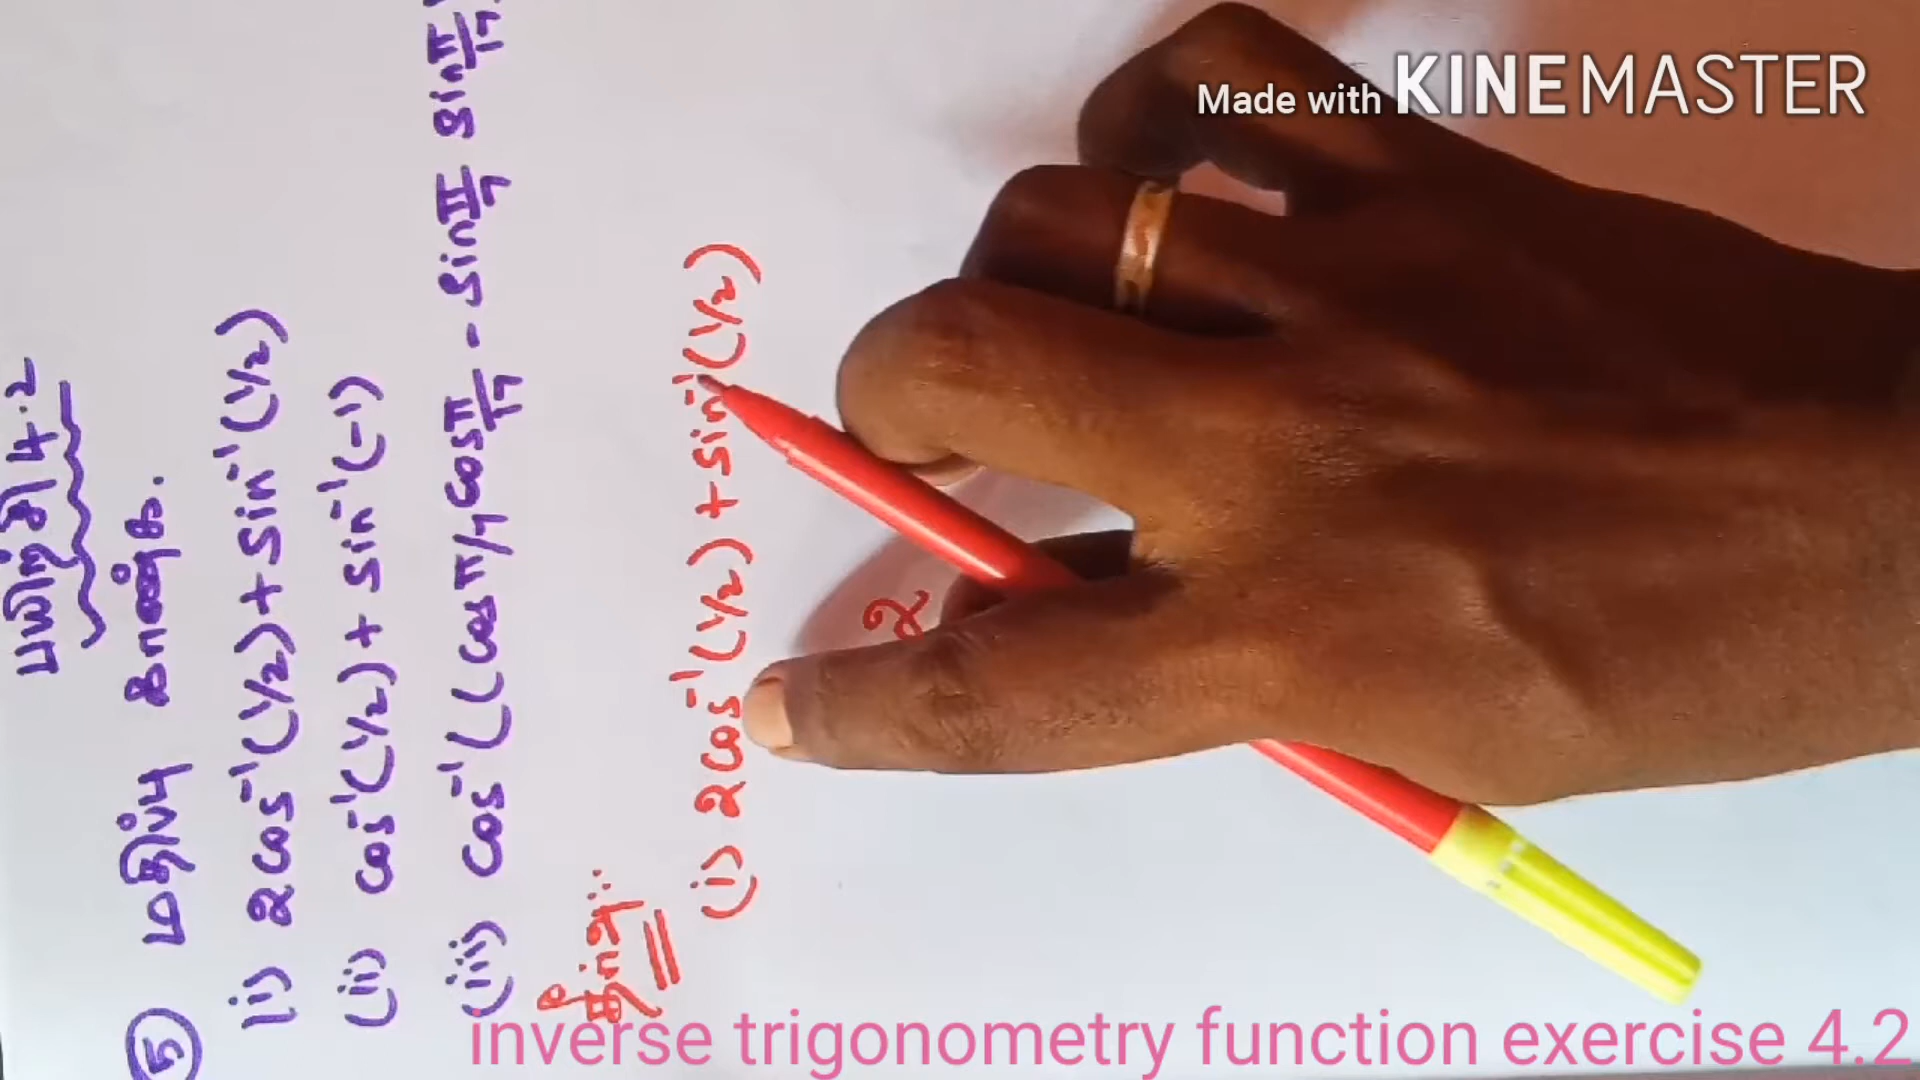 பயிற்சி 4.2
⑤ மதிப்பு காண்க.
(i) 2cos⁻¹(1/2) + sin⁻¹(1/2)
(ii) cos⁻¹(1/2) + sin⁻¹(-1)
(iii) cos⁻¹(cos π/7 cos π/17 - sin π/7 sin π/17
தீர்வு:
(i) 2cos⁻¹(1/2) + sin⁻¹(1/2)
2
Made with KINEMASTER
inverse trigonometry function exercise 4.2